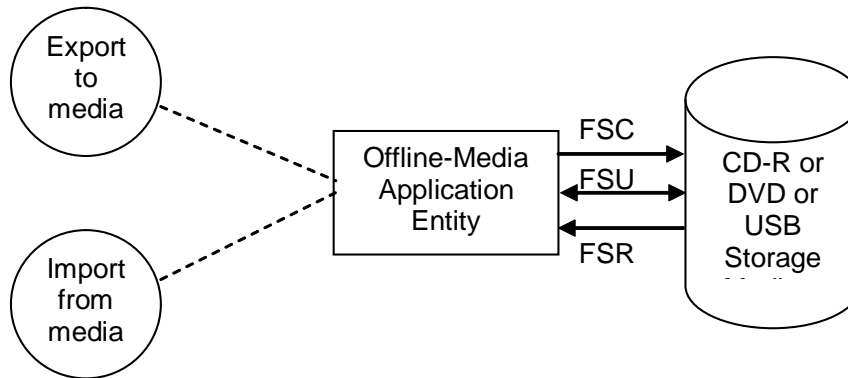 Export
to
media
Import
from
media
Offline-Media
Application
Entity
FSC
FSU
FSR
CD-R or
DVD or
USB
Storage